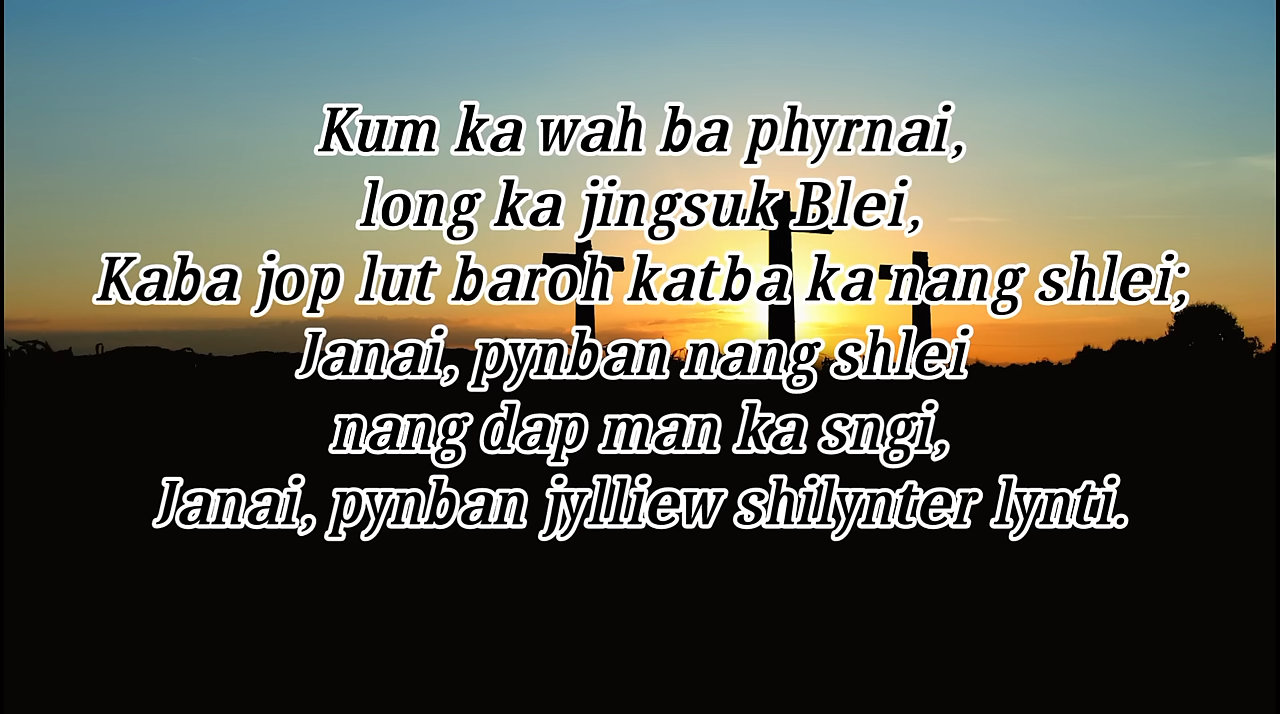 Kum ka wah ba phyrnai,
long ka jingsuk Blei,
Kaba jop lut baroh katba ka nang shlei;
Janai, pynban nang shlei
nang dap man ka sngi,
Janai, pynban jylliew shilynter lynti.